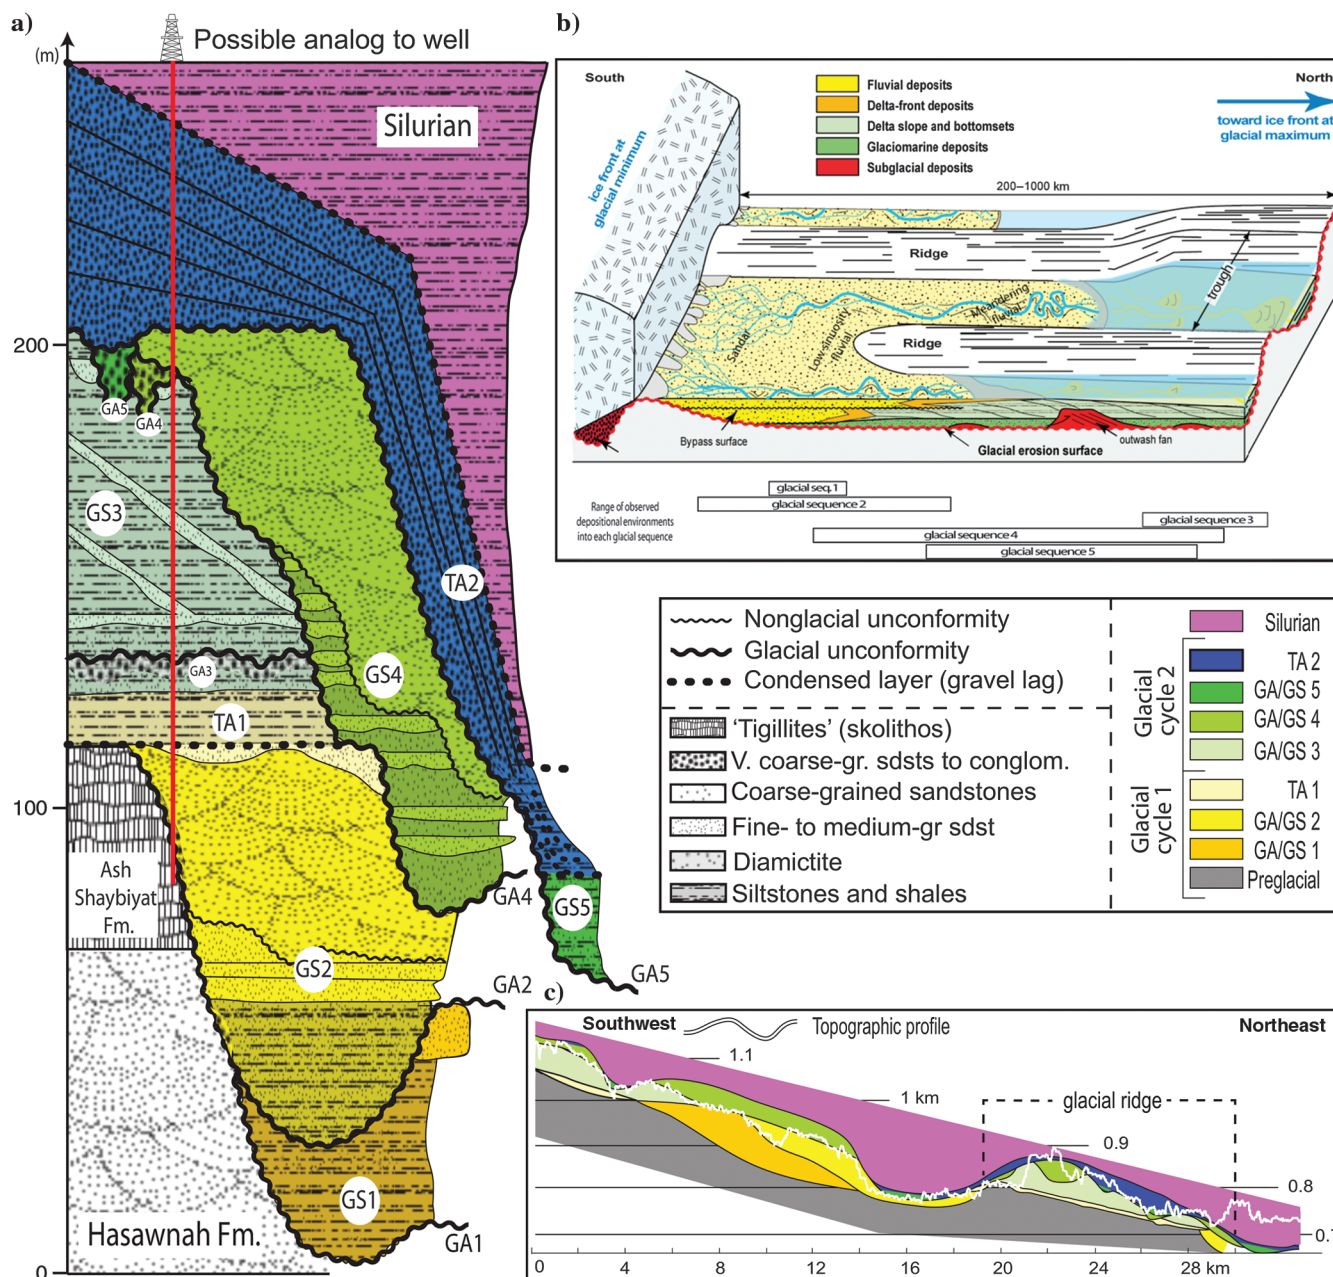 a)
(m)
Possible analog to well
Silurian
200
GA5
GA4
GS3
GA3
TA1
GS4
TA2
100
Ash
Shaybiyat
Fm.
GS2
GA4
GS5
GA2
GA5
GS1
GA1
Hasawnah Fm.
0
b)
South
North
Fluvial deposits
Delta-front deposits
Delta slope and bottomsets
Glaciomarine deposits
Subglacial deposits
toward ice front at
glacial maximum
ice front at
glacial minimum
200–1000 km
Ridge
trough
Sandar
Low-sinuosity
fluvial
Meandering
fluvial
Ridge
Bypass surface
outwash fan
Glacial erosion surface
Range of observed
depositional environments
into each glacial sequence
glacial seq.1
glacial sequence 2
glacial sequence 3
glacial sequence 4
glacial sequence 5
Nonglacial unconformity
Glacial unconformity
Condensed layer (gravel lag)
'Tigillites' (skolithos)
V. coarse-gr. sdsts to conglom.
Coarse-grained sandstones
Fine- to medium-gr sdst
Diamictite
Siltstones and shales
Silurian
Glacial
cycle 2
TA 2
GA/GS 5
GA/GS 4
GA/GS 3
Glacial
cycle 1
TA 1
GA/GS 2
GA/GS 1
Preglacial
c)
Southwest
Topographic profile
Northeast
1.1
1 km
glacial ridge
0.9
0.8
0.7
0
4
8
12
16
20
24
28 km